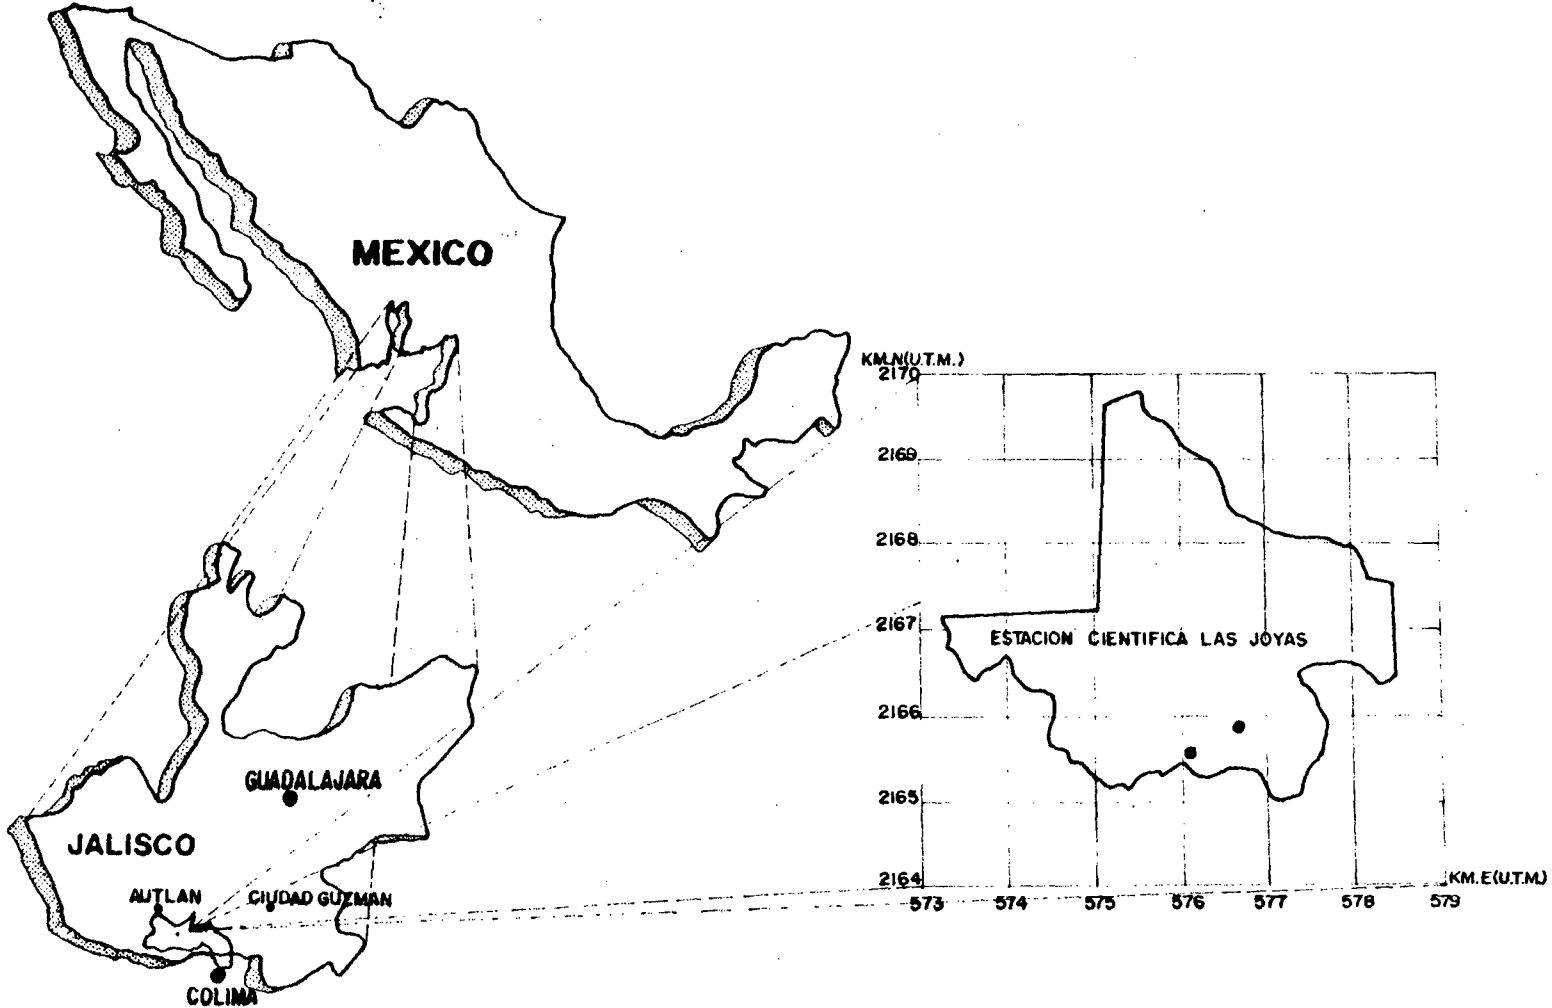 MEXICO
KM.N(U.T.M.)
2170
2169
2168
2167
2166
2165
2164
ESTACION CIENTIFICA LAS JOYAS
573 574 575 576 577 578 579
KM.E(U.T.M.)
GUADALAJARA
JALISCO
AUTLAN
CIUDAD GUZMAN
COLIMA